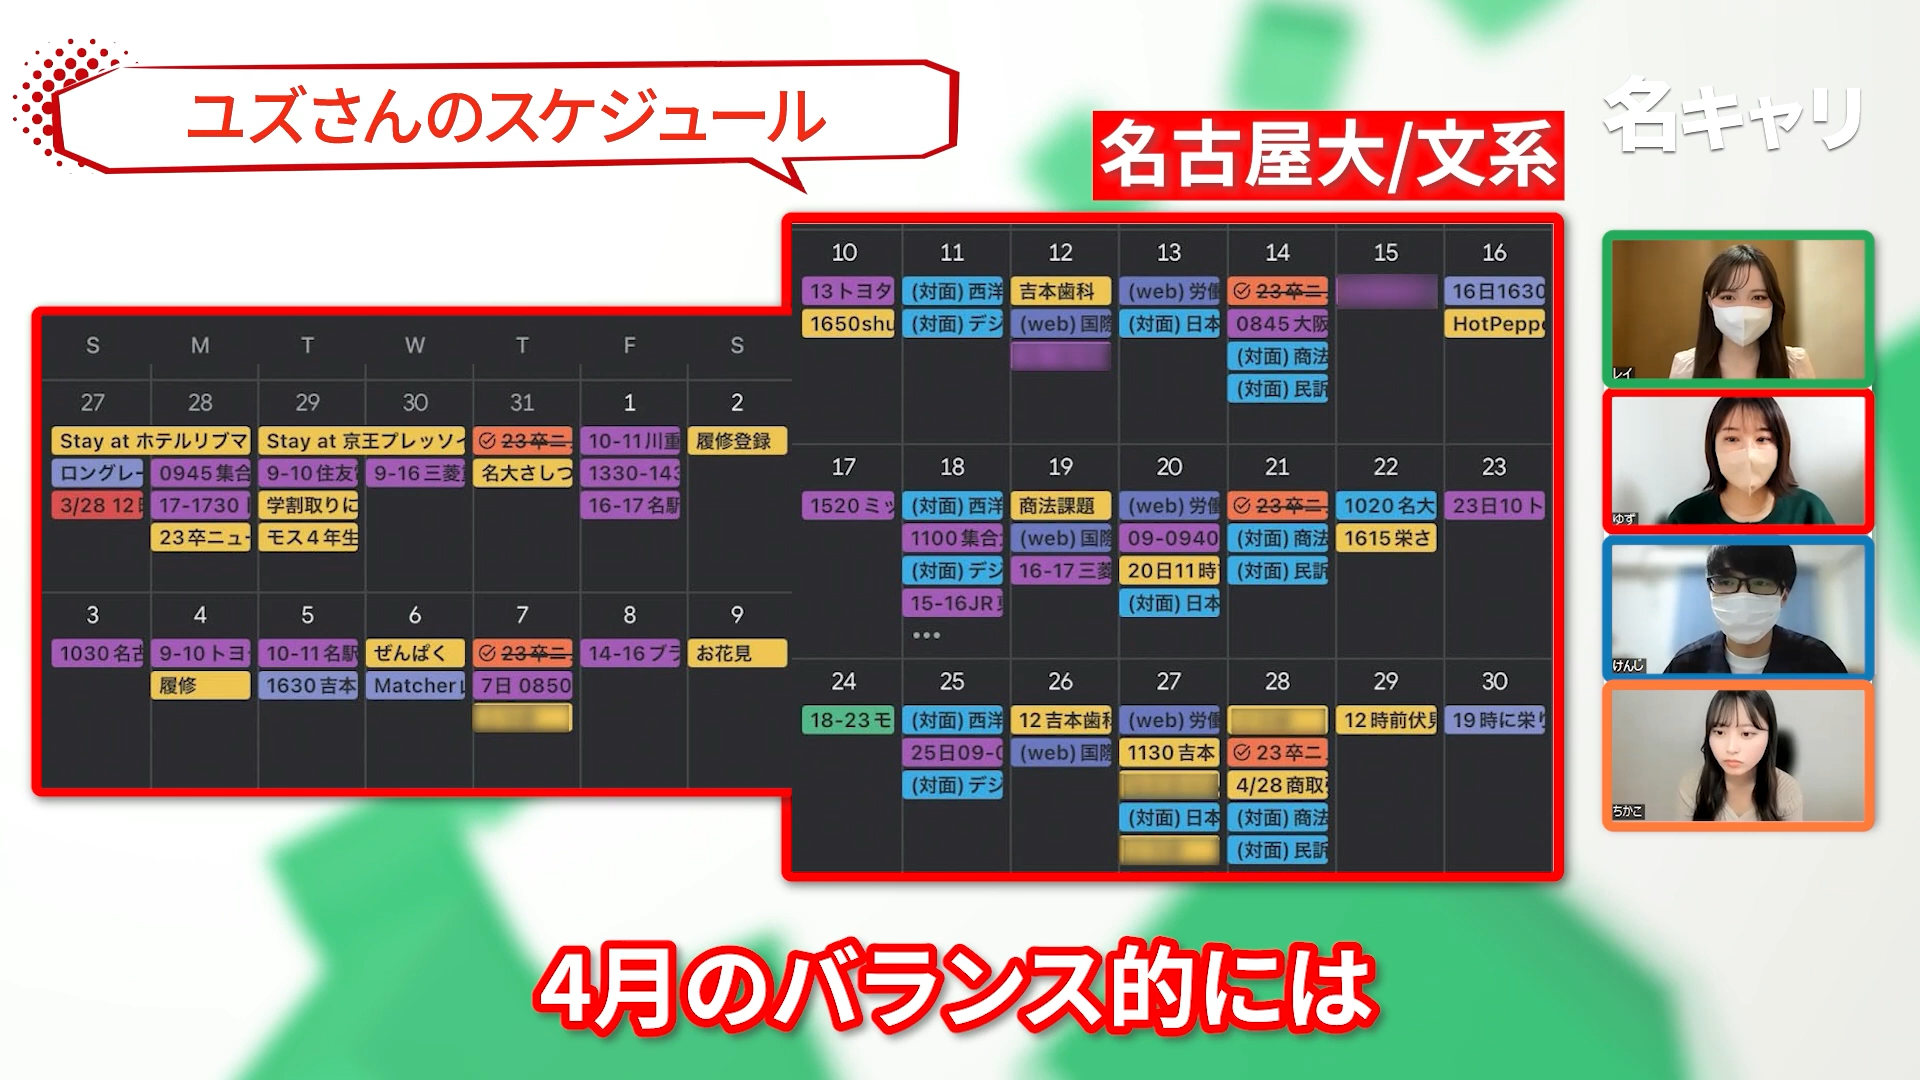 ユズさんのスケジュール
名古屋大/文系
名キャリ
S M T W T F S
27 28 29 30 31 1 2
Stay at ホテルリブマ
Stay at 京王プレッソイ
23卒ニ
10-11川重
履修登録
ロングレー
0945集合
9-10住友
9-16三菱
名大さしつ
1330-143
3/28 12
17-1730
学割取りに
16-17名駅
23卒ニュー
モス4年生
3 4 5 6 7 8 9
1030名古
9-10トヨ
10-11名駅
ぜんぱく
23卒ニ
14-16プラ
お花見
履修
1630吉本
Matcher
7日 0850
10 11 12 13 14 15 16
13トヨタ
(対面)西洋
吉本歯科
(web)労働
23卒ニ
16日1630
1650shu
(対面)デジ
(web)国際
(対面)日本
0845大阪
HotPeppe
(対面)商法
(対面)民訴
17 18 19 20 21 22 23
1520ミッ
(対面)西洋
商法課題
(web)労働
23卒ニ
1020名大
23日10ト
1100集合
(web)国際
09-0940
(対面)商法
1615栄さ
(対面)デジ
16-17三菱
20日11時
(対面)民訴
15-16JR
(対面)日本
•••
24 25 26 27 28 29 30
18-23モ
(対面)西洋
12吉本歯科
(web)労働
12時前伏見
19時に栄り
25日09-0
(web)国際
1130吉本
23卒ニ
(対面)デジ
4/28商取
(対面)日本
(対面)商法
(対面)民訴
レイ
ゆず
けんじ
ちかこ
4月のバランス的には